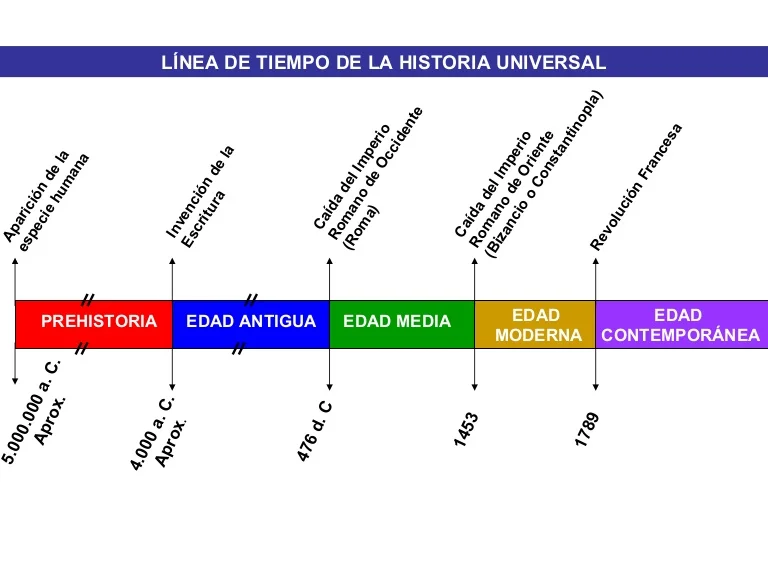 LÍNEA DE TIEMPO DE LA HISTORIA UNIVERSAL
Aparición de la
especie humana
Invención de la
Escritura
Caída del Imperio
Romano de Occidente
(Roma)
Caída del Imperio
Romano de Oriente
(Bizancio o Constantinopla)
Revolución Francesa
PREHISTORIA
EDAD ANTIGUA
EDAD MEDIA
EDAD
MODERNA
EDAD
CONTEMPORÁNEA
5.000.000 a. C.
Aprox.
4.000 a. C.
Aprox.
476 d. C
1453
1789